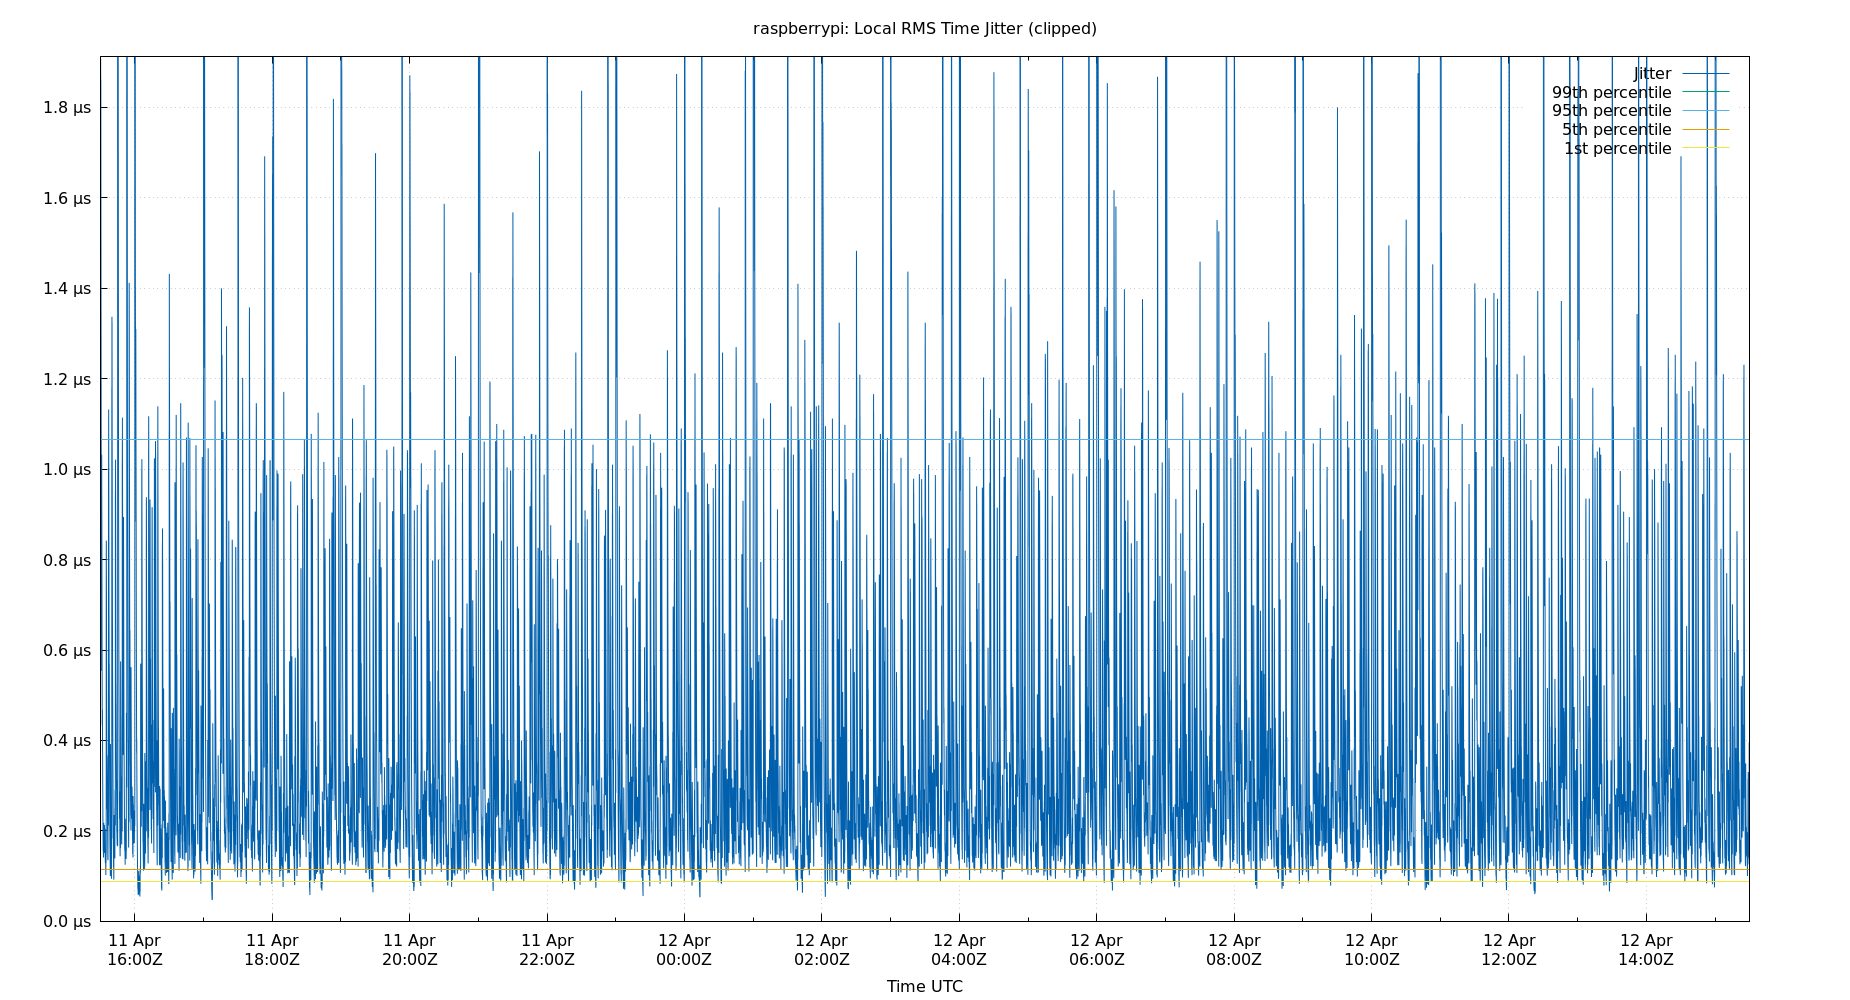 raspberrypi: Local RMS Time Jitter (clipped)
Jitter
99th percentile
95th percentile
5th percentile
1st percentile
1.8 μs
1.6 μs
1.4 μs
1.2 μs
1.0 μs
0.8 μs
0.6 μs
0.4 μs
0.2 μs
0.0 μs
11 Apr 11 Apr 11 Apr 11 Apr 12 Apr 12 Apr 12 Apr 12 Apr 12 Apr 12 Apr 12 Apr 12 Apr
16:00Z 18:00Z 20:00Z 22:00Z 00:00Z 02:00Z 04:00Z 06:00Z 08:00Z 10:00Z 12:00Z 14:00Z
Time UTC